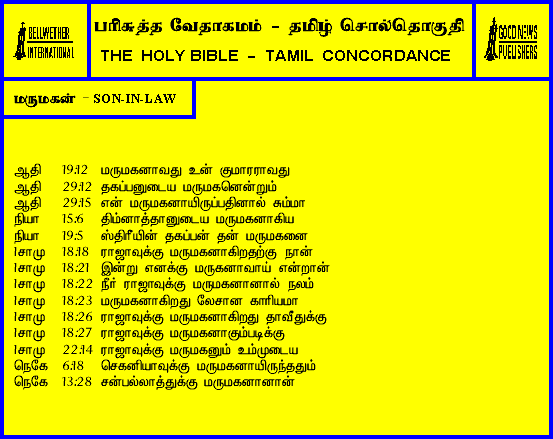 BELLWETHER
INTERNATIONAL
பரிசுத்த வேதாகமம் - தமிழ் சொல்தொகுதி
THE HOLY BIBLE - TAMIL CONCORDANCE
GOOD NEWS
PUBLISHERS
மருமகன் - SON-IN-LAW
ஆதி 19:12 மருமகனாவது உன் குமாரராவது
ஆதி 29:12 தகப்பனுடைய மருமகனென்றும்
ஆதி 29:15 என் மருமகனாயிருப்பதினால் சும்மா
நியா 15:6 திம்னாத்தானுடைய மருமகனாகிய
நியா 19:5 ஸ்திரீயின் தகப்பன் தன் மருமகனை
1சாமு 18:18 ராஜாவுக்கு மருமகனாகிறதற்கு நான்
1சாமு 18:21 இன்று எனக்கு மருகனாவாய் என்றான்
1சாமு 18:22 நீர் ராஜாவுக்கு மருமகனானால் நலம்
1சாமு 18:23 மருமகனாகிறது லேசான காரியமா
1சாமு 18:26 ராஜாவுக்கு மருமகனாகிறது தாவீதுக்கு
1சாமு 18:27 ராஜாவுக்கு மருமகனாகும்படிக்கு
1சாமு 22:14 ராஜாவுக்கு மருமகனும் உம்முடைய
நெகே 6:18 செகனியாவுக்கு மருமகனாயிருந்ததும்
நெகே 13:28 சன்பல்லாத்துக்கு மருமகனானான்